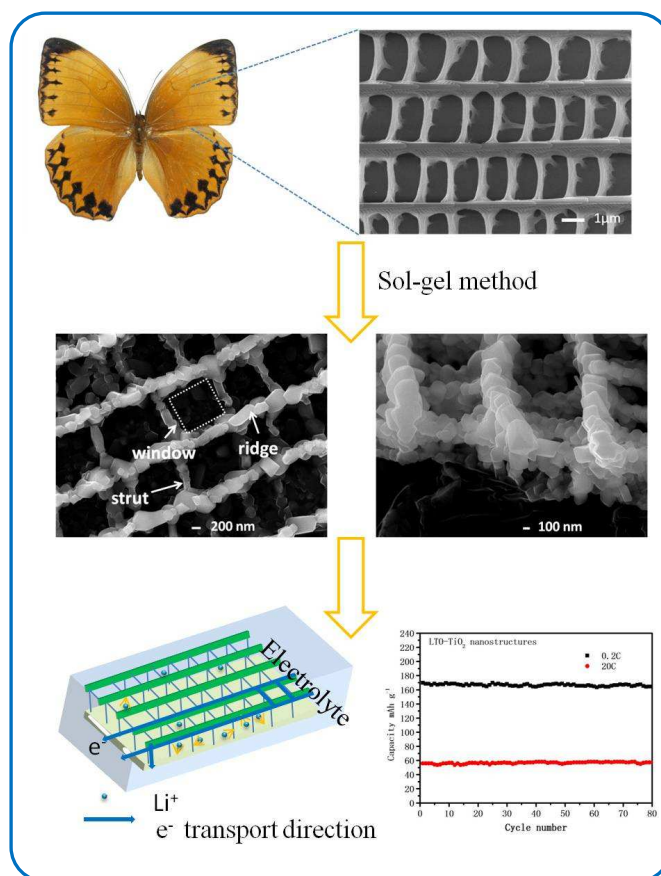 1μm
Sol-gel method
window
ridge
strut
200 nm
100 nm
Electrolyte
e-
Li+
e- transport direction
LTO-TiO2 nanostructures
0.2C
20C
Capacity mAh g-1
240
220
200
180
160
140
120
100
80
60
40
20
0
0 10 20 30 40 50 60 70 80
Cycle number